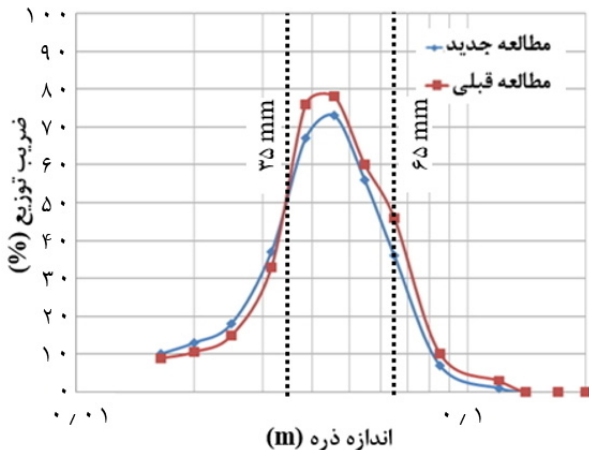 مطالعه جدید
مطالعه قبلی
۱۰۰
۹۰
۸۰
۷۰
۶۰
۵۰
۴۰
۳۰
۲۰
۱۰
۰
ضریب توزیع (%)
۳۵ mm
۶۵ mm
۰/۰۱
۰/۱
اندازه ذره (m)